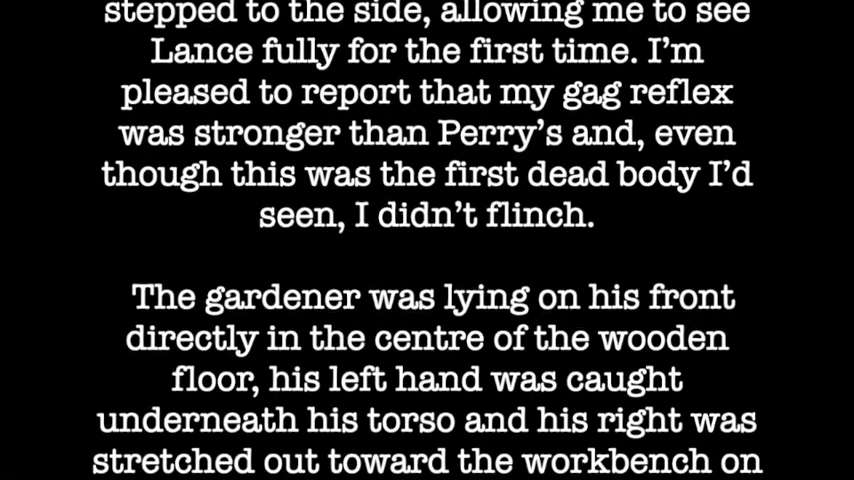 stepped to the side, allowing me to see
Lance fully for the first time. I’m
pleased to report that my gag reflex
was stronger than Perry’s and, even
though this was the first dead body I’d
seen, I didn’t flinch.
The gardener was lying on his front
directly in the centre of the wooden
floor, his left hand was caught
underneath his torso and his right was
stretched out toward the workbench on